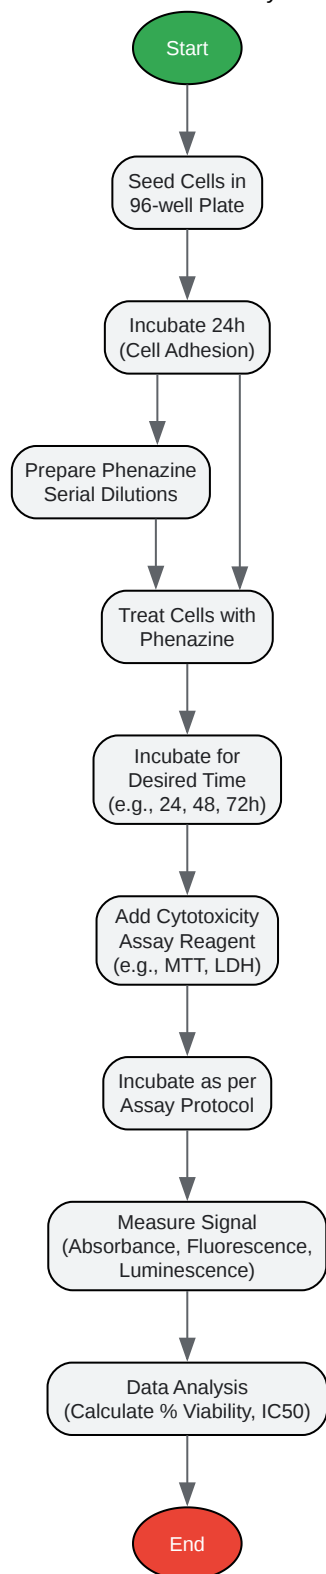 Start
Seed Cells in
96-well Plate
Incubate 24h
(Cell Adhesion)
Prepare Phenazine
Serial Dilutions
Treat Cells with
Phenazine
Incubate for
Desired Time
(e.g., 24, 48, 72h)
Add Cytotoxicity
Assay Reagent
(e.g., MTT, LDH)
Incubate as per
Assay Protocol
Measure Signal
(Absorbance, Fluorescence,
Luminescence)
Data Analysis
(Calculate % Viability, IC50)
End